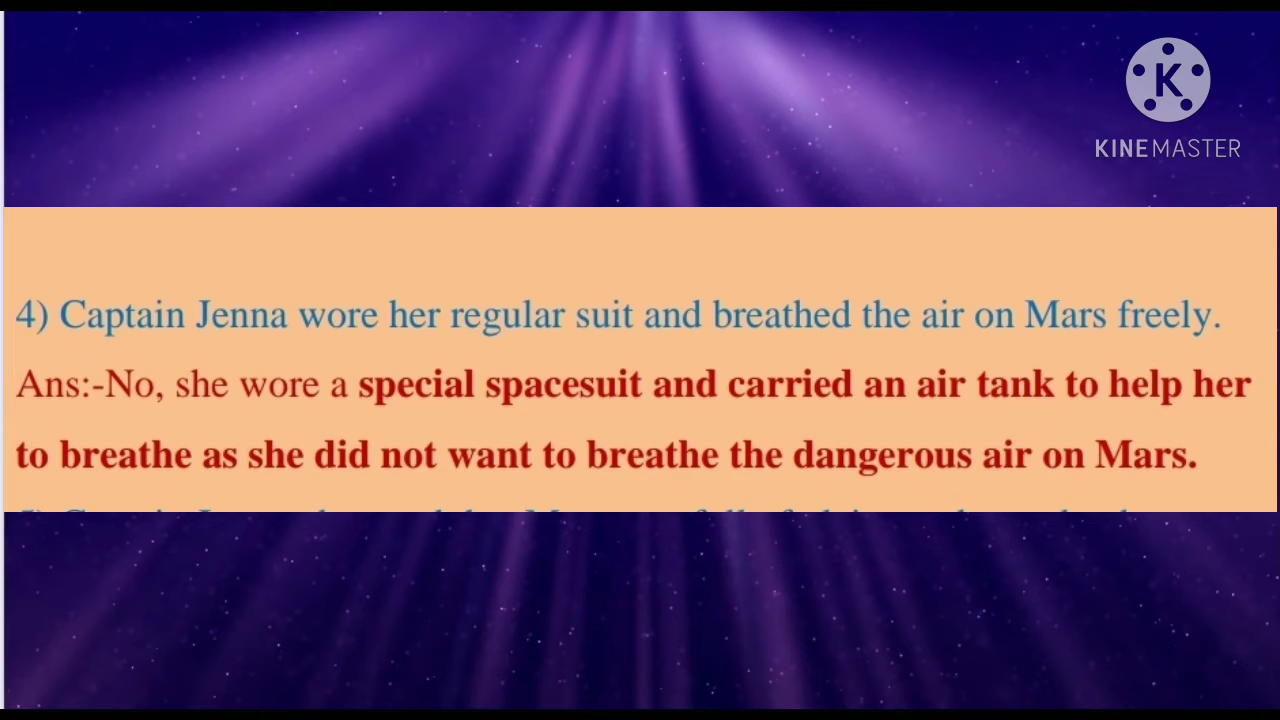 K
KINEMASTER
4) Captain Jenna wore her regular suit and breathed the air on Mars freely.
Ans:-No, she wore a special spacesuit and carried an air tank to help her
to breathe as she did not want to breathe the dangerous air on Mars.